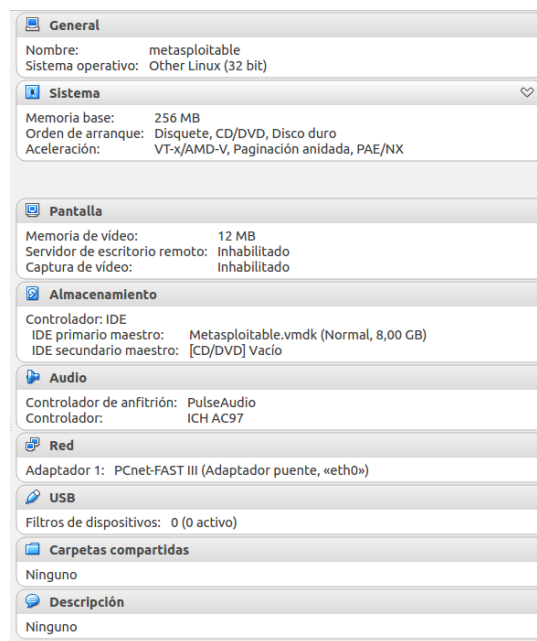 General
Nombre: metasploitable
Sistema operativo: Other Linux (32 bit)
Sistema
Memoria base: 256 MB
Orden de arranque: Disquete, CD/DVD, Disco duro
Aceleración: VT-x/AMD-V, Paginación anidada, PAE/NX
Pantalla
Memoria de vídeo: 12 MB
Servidor de escritorio remoto: Inhabilitado
Captura de vídeo: Inhabilitado
Almacenamiento
Controlador: IDE
IDE primario maestro: Metasploitable.vmdk (Normal, 8,00 GB)
IDE secundario maestro: [CD/DVD] Vacío
Audio
Controlador de anfitrión: PulseAudio
Controlador: ICH AC97
Red
Adaptador 1: PCnet-FAST III (Adaptador puente, «eth0»)
USB
Filtros de dispositivos: 0 (0 activo)
Carpetas compartidas
Ninguno
Descripción
Ninguno